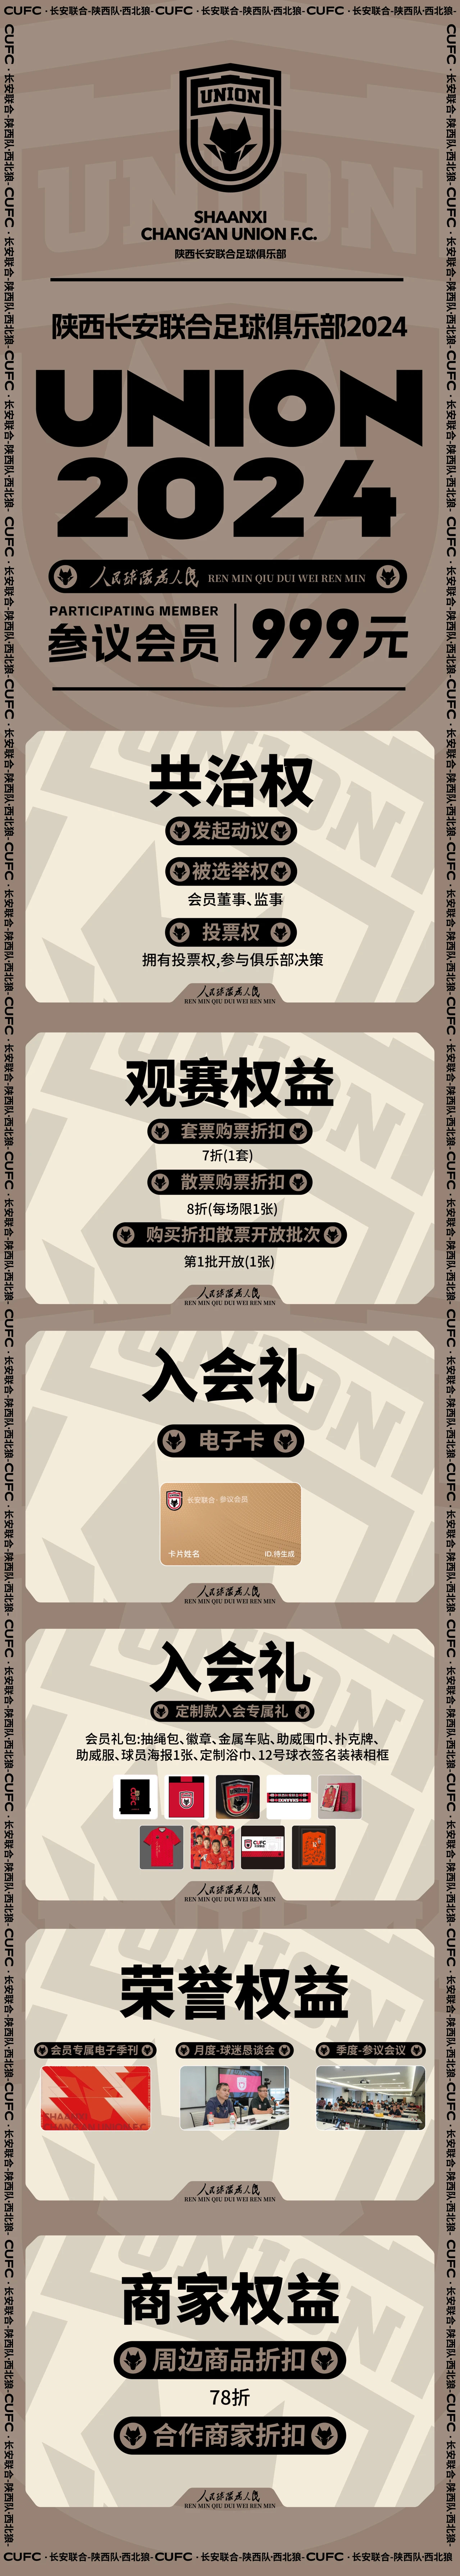 CUFC · 长安联合-陕西队·西北狼- CUFC · 长安联合-陕西队·西北狼- CUFC · 长安联合-陕西队·西北狼-
UNION
SHAANXI
CHANG'AN UNION F.C.
陕西长安联合足球俱乐部
陕西长安联合足球俱乐部2024
UNION
2024
人民球队为人民 REN MIN QIU DUI WEI REN MIN
PARTICIPATING MEMBER
参议会员
999元
共治权
发起动议
被选举权
会员董事、监事
投票权
拥有投票权,参与俱乐部决策
人民球队为人民
REN MIN QIU DUI WEI REN MIN
观赛权益
套票购票折扣
7折(1套)
散票购票折扣
8折(每场限1张)
购买折扣散票开放批次
第1批开放(1张)
人民球队为人民
REN MIN QIU DUI WEI REN MIN
入会礼
电子卡
长安联合·参议会员
卡片姓名
ID.待生成
人民球队为人民
REN MIN QIU DUI WEI REN MIN
入会礼
定制款入会专属礼
会员礼包:抽绳包、徽章、金属车贴、助威围巾、扑克牌、
助威服、球员海报1张、定制浴巾、12号球衣签名装裱相框
人民球队为人民
REN MIN QIU DUI WEI REN MIN
荣誉权益
会员专属电子季刊
月度-球迷恳谈会
季度-参议会议
人民球队为人民
REN MIN QIU DUI WEI REN MIN
商家权益
周边商品折扣
78折
合作商家折扣
人民球队为人民
REN MIN QIU DUI WEI REN MIN
CUFC · 长安联合-陕西队·西北狼- CUFC · 长安联合-陕西队·西北狼- CUFC · 长安联合-陕西队·西北狼-